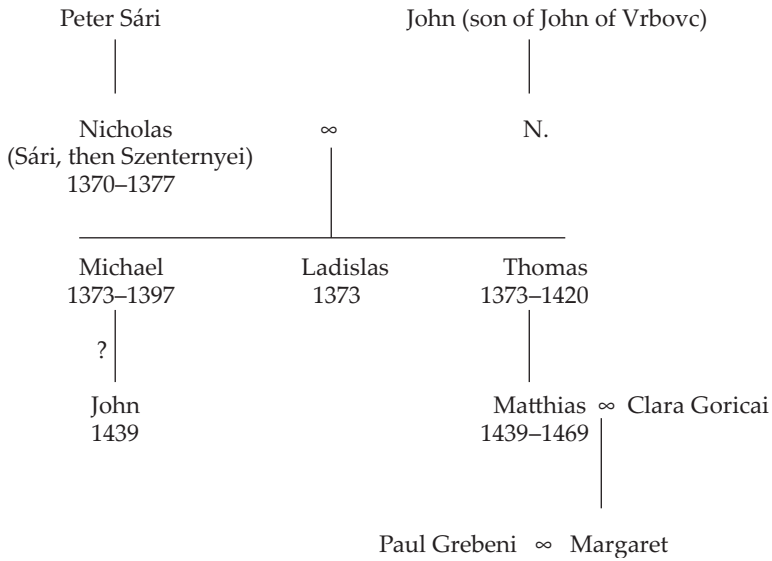 Peter Sári John (son of John of Vrbovc)
Nicholas ∞ N.
(Sári, then Szenternyei)
1370–1377
Michael Ladislas Thomas
1373–1397 1373 1373–1420
?
John Matthias ∞ Clara Goricai
1439 1439–1469
Paul Grebeni ∞ Margaret